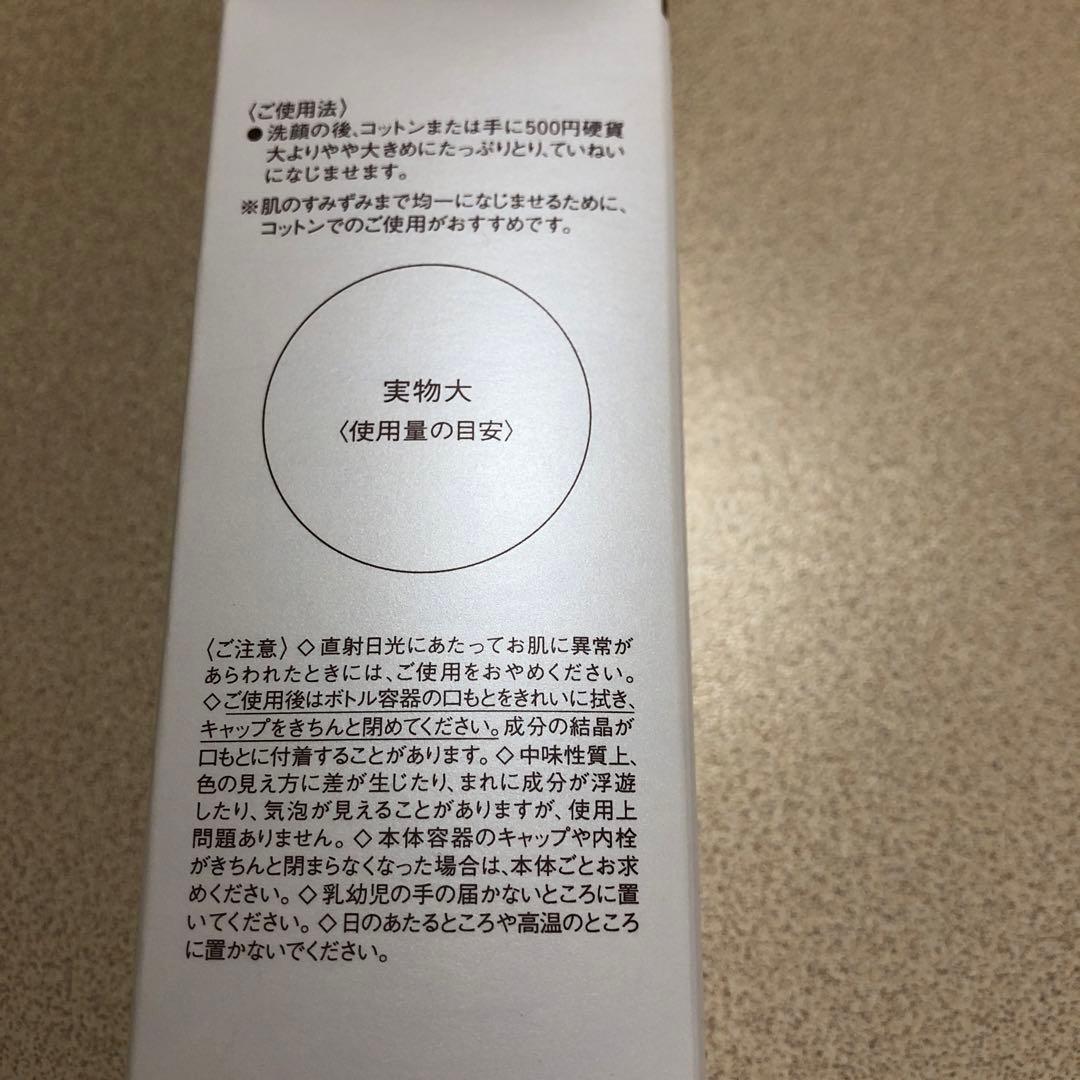 〈ご使用法〉
●洗顔の後、コットンまたは手に500円硬貨
大よりやや大きめにたっぷりとり、ていねい
になじませます。
※肌のすみずみまで均一になじませるために、
コットンでのご使用がおすすめです。
実物大
〈使用量の目安〉
〈ご注意〉◇直射日光にあたってお肌に異常が
あらわれたときには、ご使用をおやめください。
◇ご使用後はボトル容器の口もとをきれいに拭き、
キャップをきちんと閉めてください。成分の結晶が
口もとに付着することがあります。◇中味性質上、
色の見え方に差が生じたり、まれに成分が浮遊
したり、気泡が見えることがありますが、使用上
問題ありません。◇本体容器のキャップや内栓
がきちんと閉まらなくなった場合は、本体ごとお求
めください。◇乳幼児の手の届かないところに置
いてください。◇日のあたるところや高温のところ
に置かないでください。